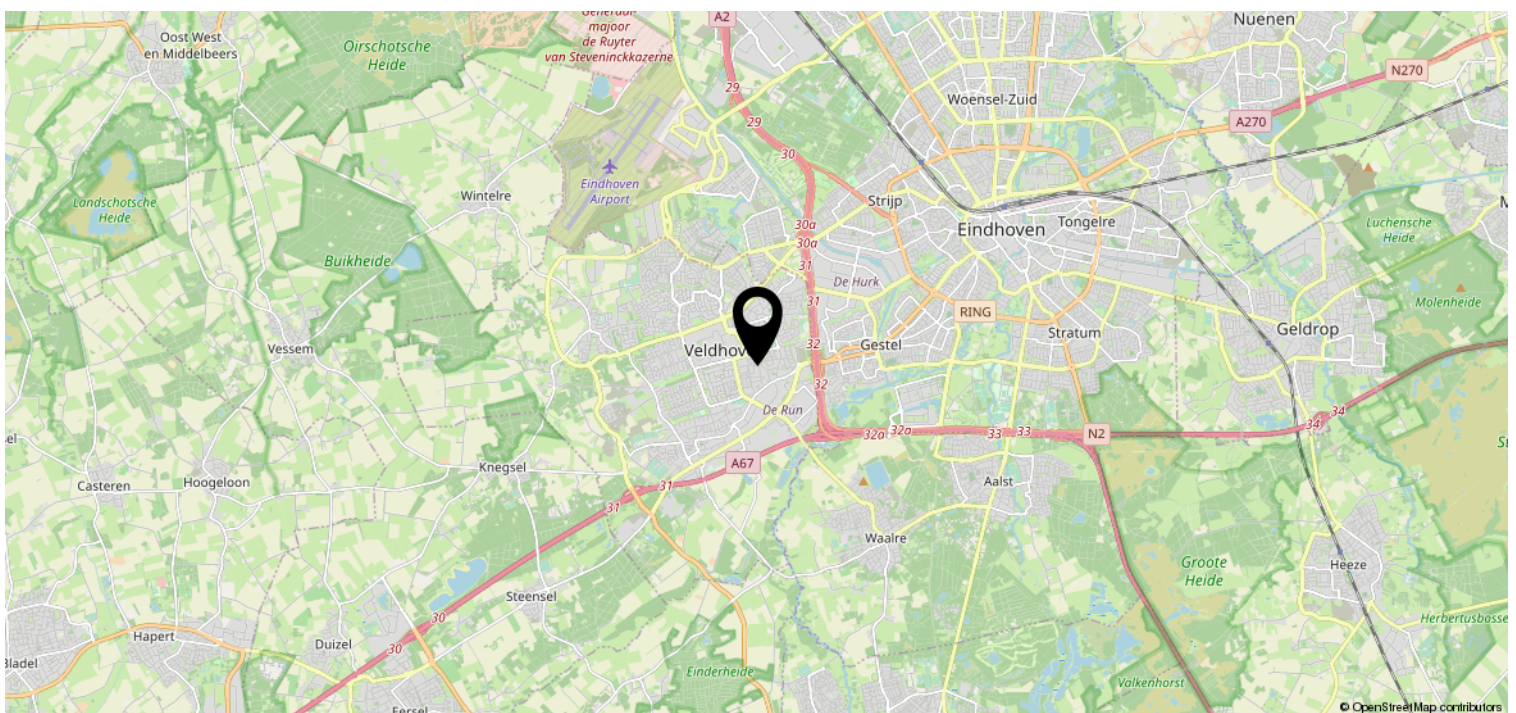 Generaal-
majoor
de Ruyter
van Steveninckkazerne
A2
Nuenen
Oost West
en Middelbeers
Oirschotsche
Heide
N270
29
Woensel-Zuid
29
A270
30
Eindhoven
Airport
Wintelre
Landschotsche
Heide
Strijp
Eindhoven
Tongelre
30a
30a
Luchensche
Heide
Buikheide
31
De Hurk
31
RING
Molenheide
Geldrop
Stratum
Vessem
Veldhov
32
Gestel
32
De Run
34
34
32a
32a
33
33
N2
A67
Knegsel
Casteren
Hoogeloon
31
31
Aalst
Waalre
Groote
Heide
Heeze
Steensel
30
Herbertusbosse
Hapert
Duizel
30
Bladel
Einderheide
Valkenhorst
Eersel
© OpenStreetMap contributors